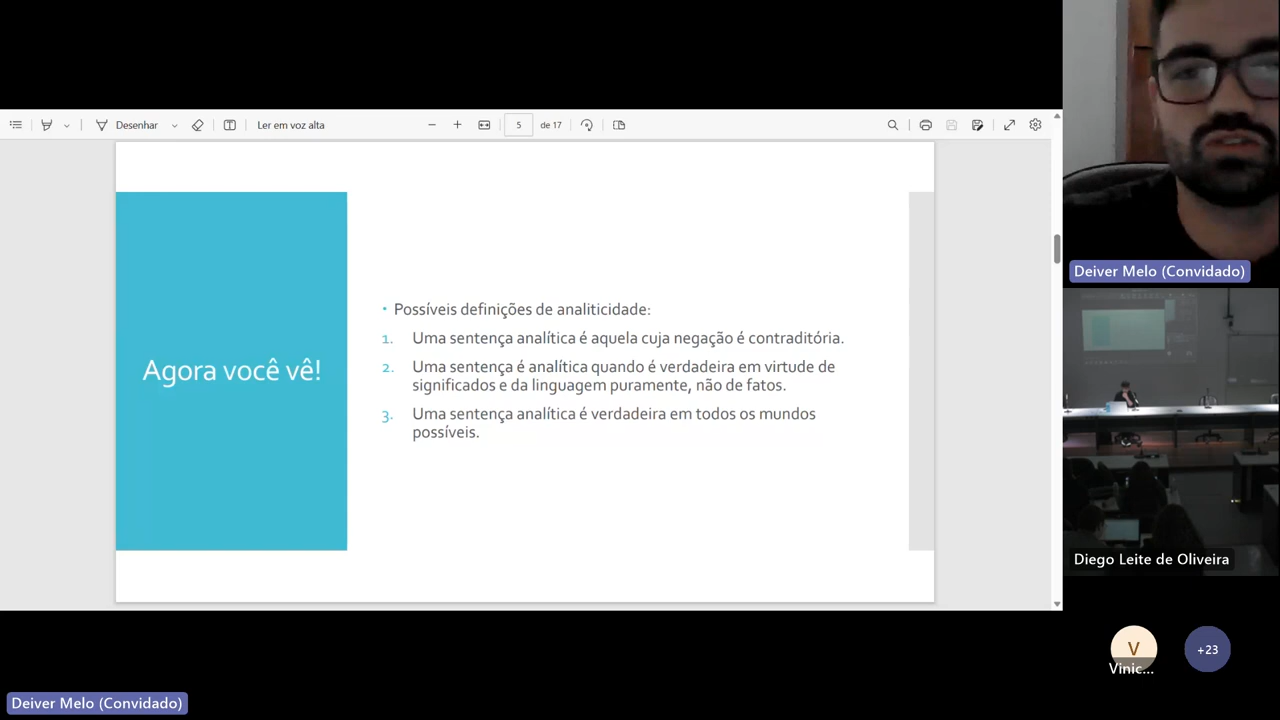 Desenhar
Ler em voz alta
5
de 17
Agora você vê!
• Possíveis definições de analiticidade:
1. Uma sentença analítica é aquela cuja negação é contraditória.
2. Uma sentença é analítica quando é verdadeira em virtude de
significados e da linguagem puramente, não de fatos.
3. Uma sentença analítica é verdadeira em todos os mundos
possíveis.
Deiver Melo (Convidado)
Diego Leite de Oliveira
V
Vinic...
+23
Deiver Melo (Convidado)